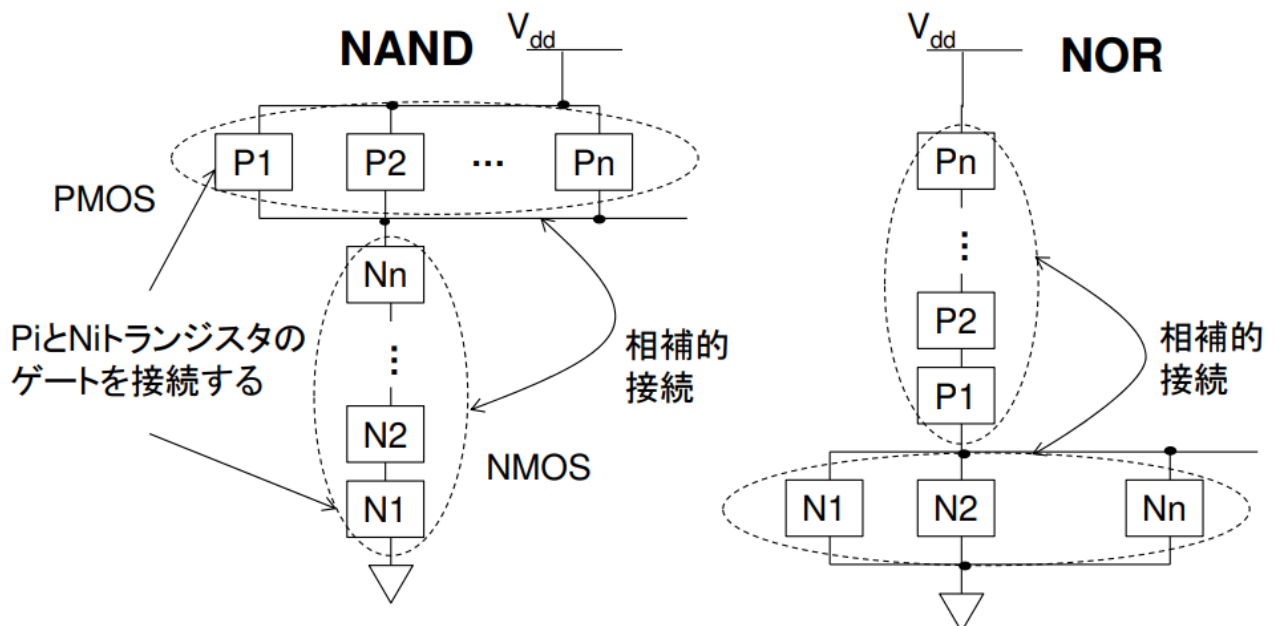 NAND
Vdd
P1
P2
...
Pn
PMOS
Nn
...
PiとNiトランジスタの
ゲートを接続する
相補的
接続
N2
NMOS
N1
Vdd
NOR
Pn
...
P2
P1
相補的
接続
N1
N2
Nn